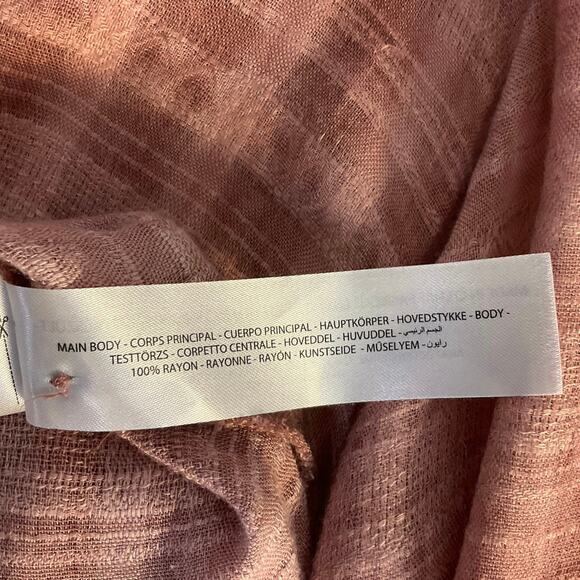 MAIN BODY - CORPS PRINCIPAL - CUERPO PRINCIPAL - HAUPTKÖRPER - HOVEDSTYKKE - BODY -
TESTTÖRZS - CORPETTO CENTRALE - HOVEDDEL - HUVUDDEL - الجسم الرئيسي
100% RAYON - RAYONNE - RAYÓN - KUNSTSEIDE - MŰSELYEM - رايون